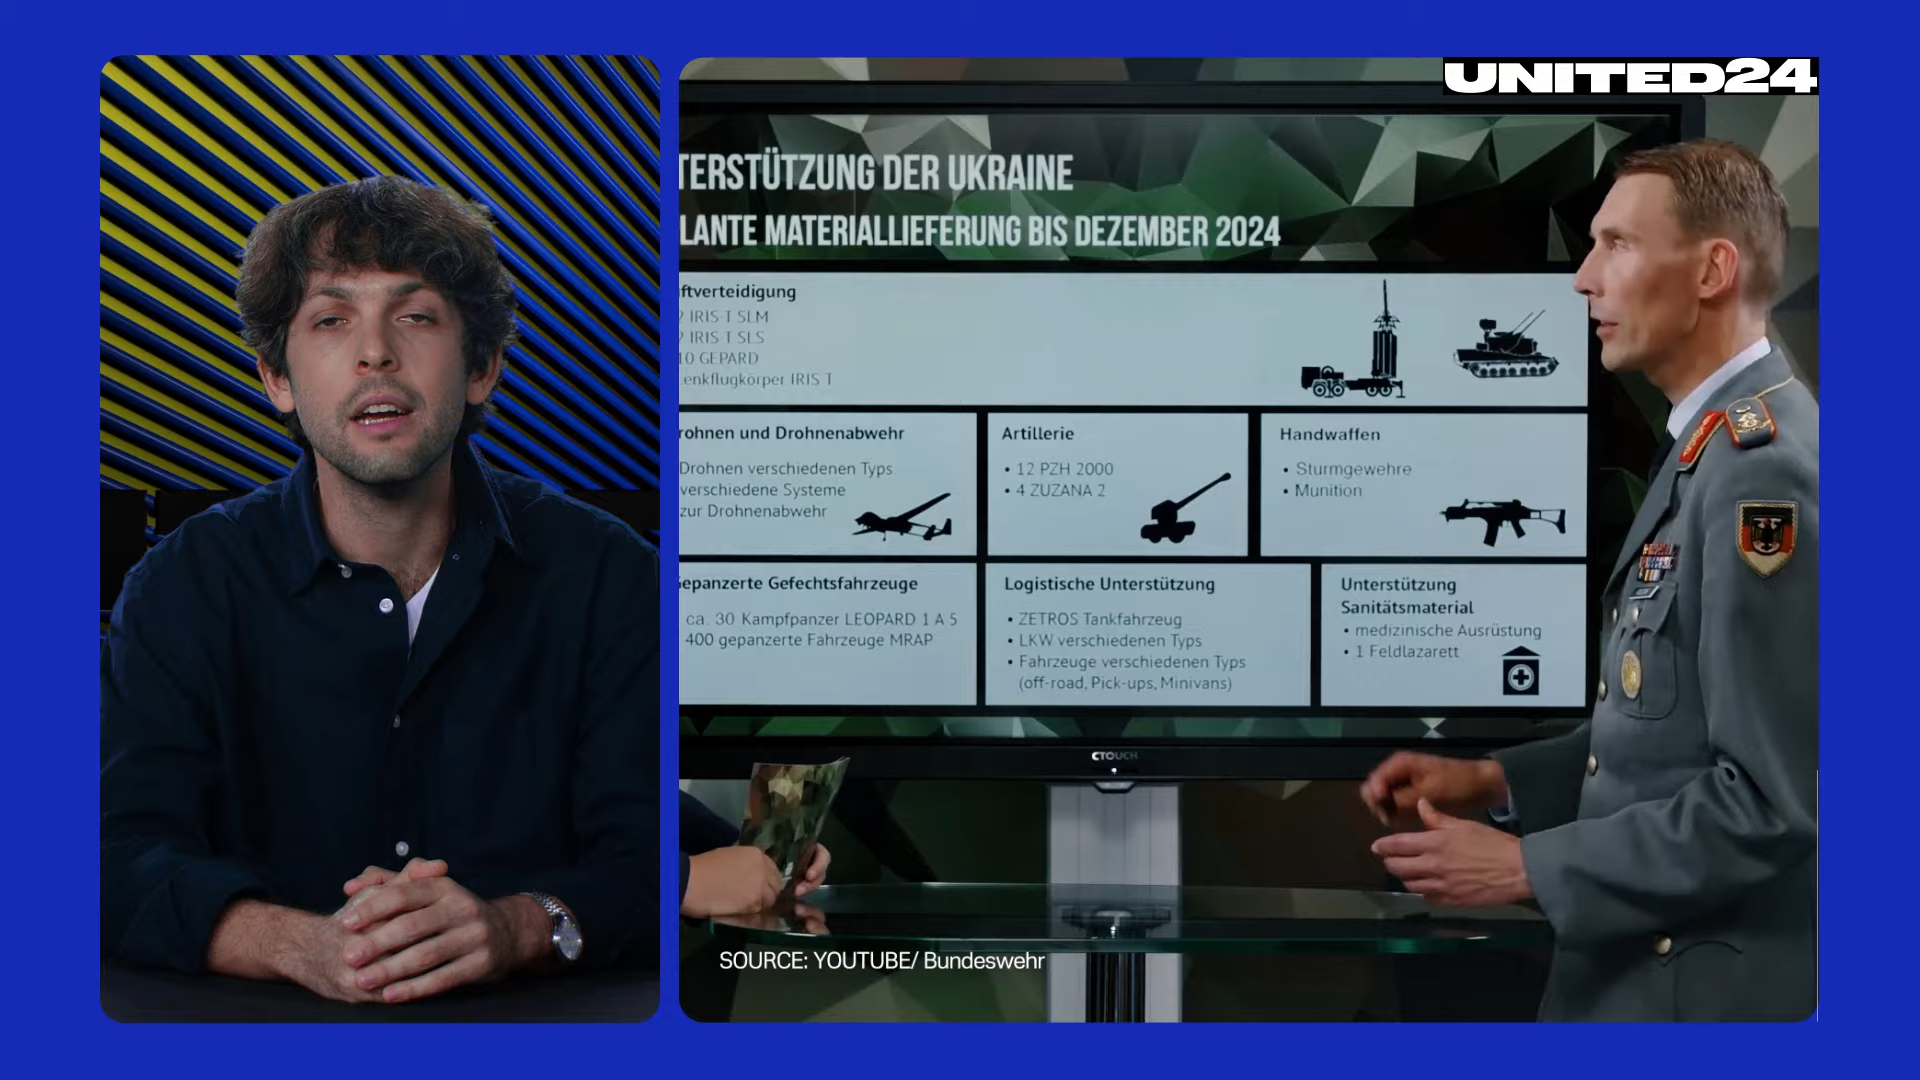 UNITED24
TERSTÜTZUNG DER UKRAINE
LANTE MATERIALLIEFERUNG BIS DEZEMBER 2024
ftverteidigung
2 IRIS-T SLM
2 IRIS-T SLS
10 GEPARD
enkflugkörper IRIS T
rohnen und Drohnenabwehr
Drohnen verschiedenen Typs
verschiedene Systeme
zur Drohnenabwehr
Artillerie
• 12 PZH 2000
• 4 ZUZANA 2
Handwaffen
• Sturmgewehre
• Munition
Gepanzerte Gefechtsfahrzeuge
ca. 30 Kampfpanzer LEOPARD 1 A 5
400 gepanzerte Fahrzeuge MRAP
Logistische Unterstützung
• ZETROS Tankfahrzeug
• LKW verschiedenen Typs
• Fahrzeuge verschiedenen Typs
(off-road, Pick-ups, Minivans)
Unterstützung
Sanitätsmaterial
• medizinische Ausrüstung
• 1 Feldlazarett
CTOUCH
SOURCE: YOUTUBE/ Bundeswehr